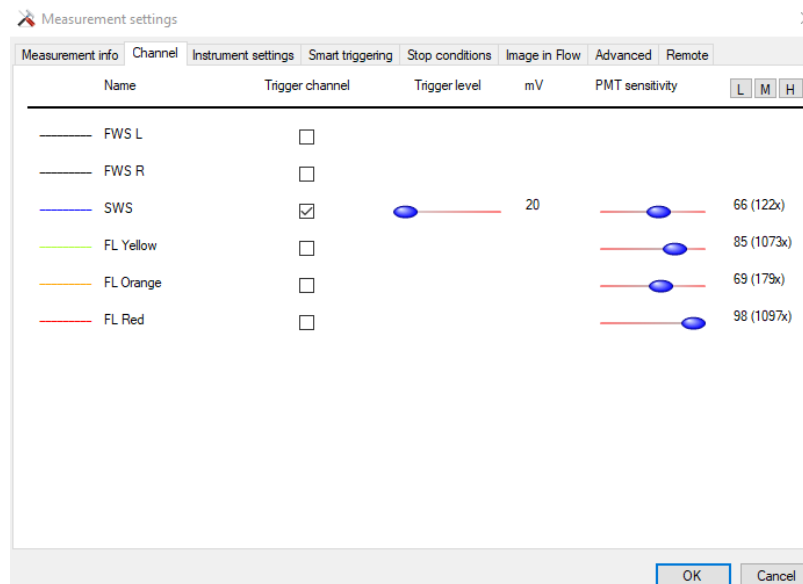 Measurement settings
Measurement info Channel Instrument settings Smart triggering Stop conditions Image in Flow Advanced Remote
Name Trigger channel Trigger level mV PMT sensitivity L M H
FWS L
FWS R
SWS 20 66 (122x)
FL Yellow 85 (1073x)
FL Orange 69 (179x)
FL Red 98 (1097x)
OK Cancel